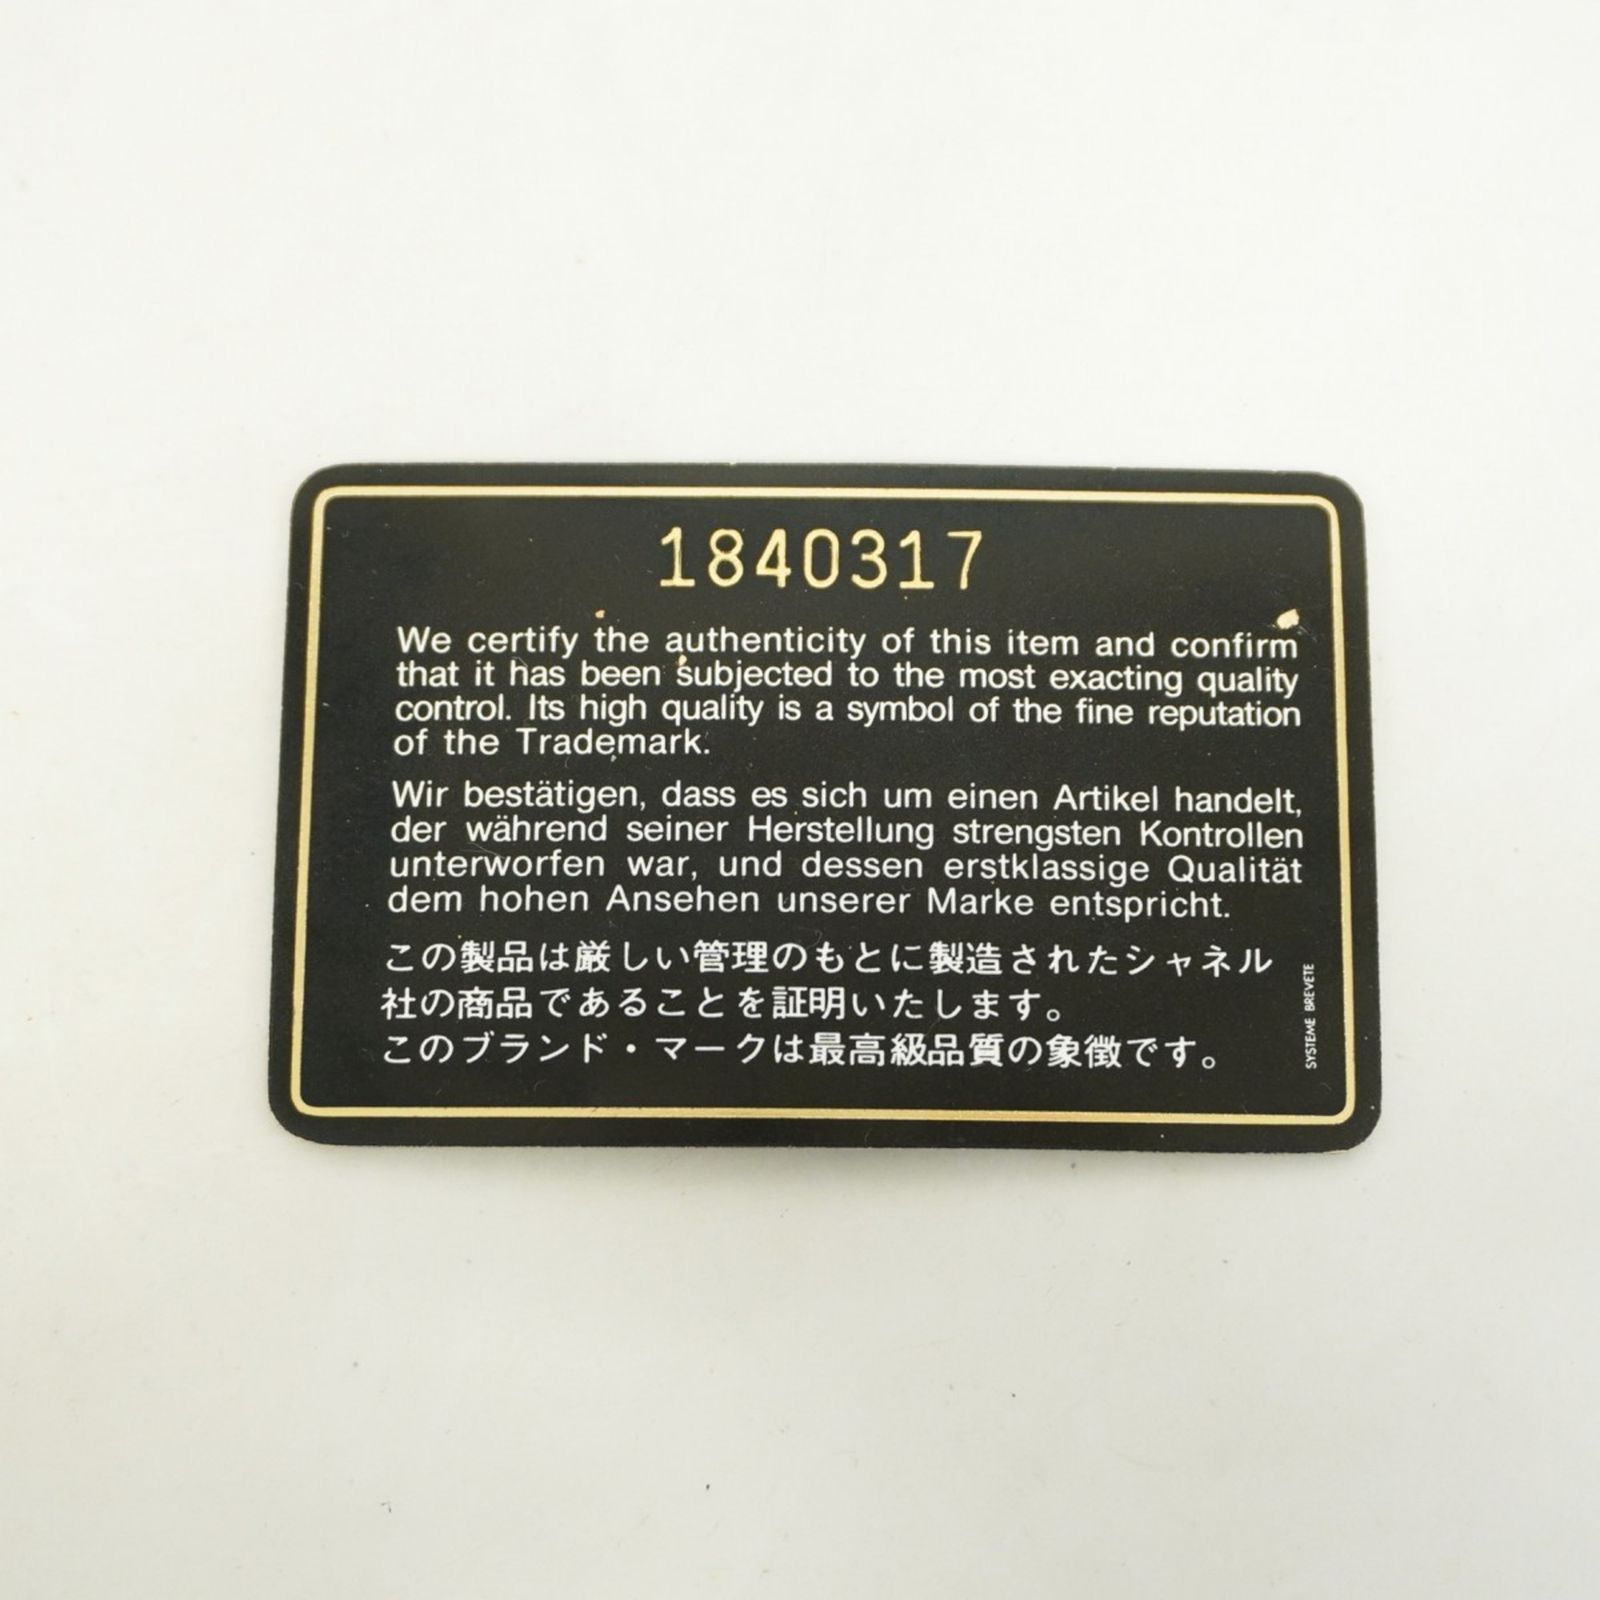 1840317
We certify the authenticity of this item and confirm
that it has been subjected to the most exacting quality
control. Its high quality is a symbol of the fine reputation
of the Trademark.
Wir bestätigen, dass es sich um einen Artikel handelt,
der während seiner Herstellung strengsten Kontrollen
unterworfen war, und dessen erstklassige Qualität
dem hohen Ansehen unserer Marke entspricht.
この製品は厳しい管理のもとに製造されたシャネル
社の商品であることを証明いたします。
このブランド・マークは最高級品質の象徴です。
SYSTEME BREVETE